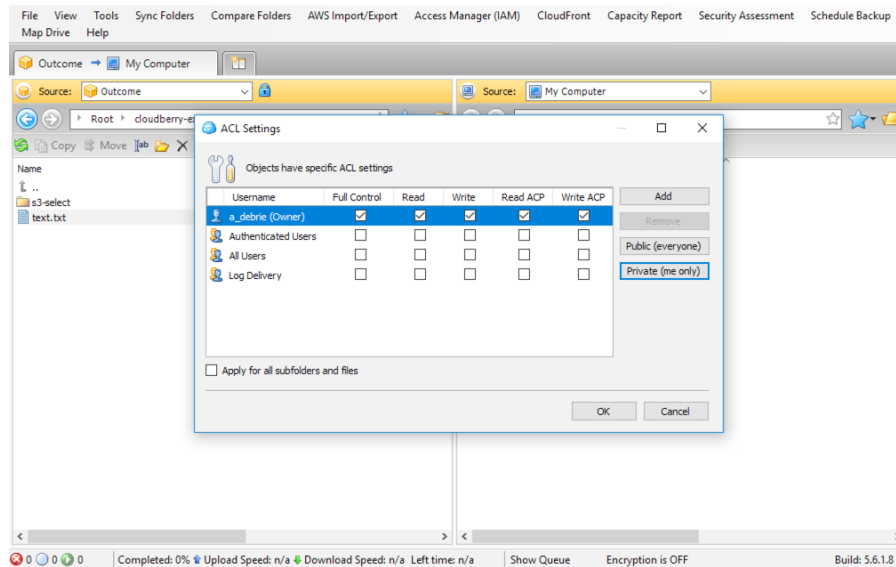 File View Tools Sync Folders Compare Folders AWS Import/Export Access Manager (IAM) CloudFront Capacity Report Security Assessment Schedule Backup
Map Drive Help
Outcome My Computer
Source: Outcome
Source: My Computer
Root cloudberry-e
Copy Move
Name
..
s3-select
text.txt
ACL Settings
Objects have specific ACL settings
Username Full Control Read Write Read ACP Write ACP
a_debrie (Owner)
Authenticated Users
All Users
Log Delivery
Add
Remove
Public (everyone)
Private (me only)
Apply for all subfolders and files
OK Cancel
0 0 0 Completed: 0% Upload Speed: n/a Download Speed: n/a Left time: n/a Show Queue Encryption is OFF Build: 5.6.1.8